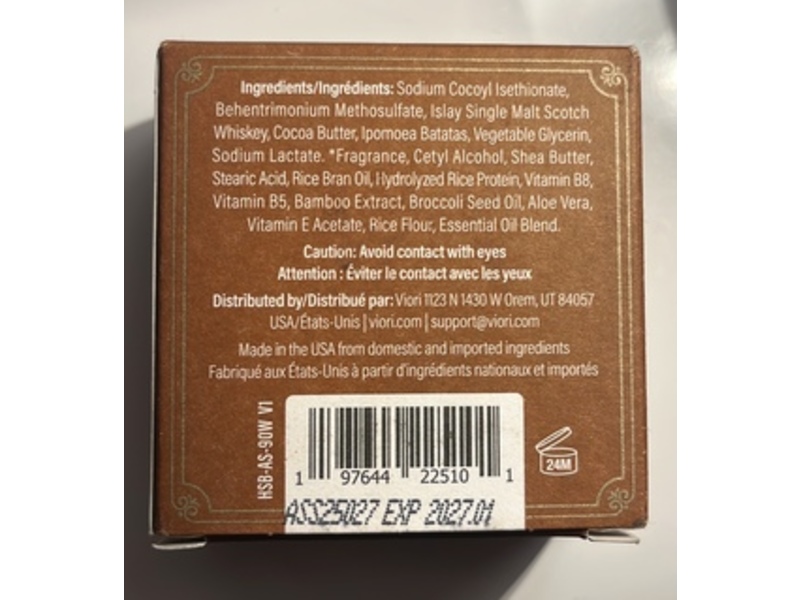 Ingredients/Ingrédients: Sodium Cocoyl Isethionate,
Behentrimonium Methosulfate, Islay Single Malt Scotch
Whiskey, Cocoa Butter, Ipomoea Batatas, Vegetable Glycerin,
Sodium Lactate. *Fragrance, Cetyl Alcohol, Shea Butter,
Stearic Acid, Rice Bran Oil, Hydrolyzed Rice Protein, Vitamin B8,
Vitamin B5, Bamboo Extract, Broccoli Seed Oil, Aloe Vera,
Vitamin E Acetate, Rice Flour, Essential Oil Blend.
Caution: Avoid contact with eyes
Attention : Éviter le contact avec les yeux
Distributed by/Distribué par: Viori 1123 N 1430 W Orem, UT 84057
USA/États-Unis | viori.com | support@viori.com
Made in the USA from domestic and imported ingredients
Fabriqué aux États-Unis à partir d'ingrédients nationaux et importés
HSB-AS-90W V1
1 97644 22510 1
24M
ASS25027 EXP 2027.01